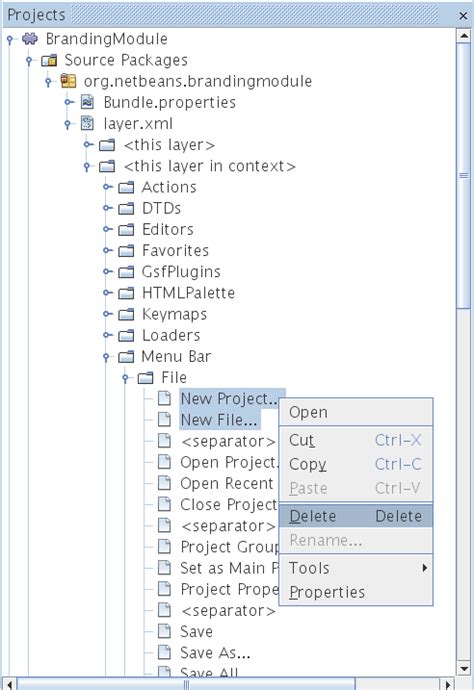 Projects
BrandingModule
Source Packages
org.netbeans.brandingmodule
Bundle.properties
layer.xml
<this layer>
<this layer in context>
Actions
DTDs
Editors
Favorites
GsfPlugins
HTMLPalette
Keymaps
Loaders
Menu Bar
File
New Project...
New File...
<separator>
Open Project.
Open Recent
Close Project
<separator>
Project Group
Set as Main P
Project Prope
<separator>
Save
Save As...
Save All
Open
Cut Ctrl-X
Copy Ctrl-C
Paste Ctrl-V
Delete Delete
Rename...
Tools
Properties